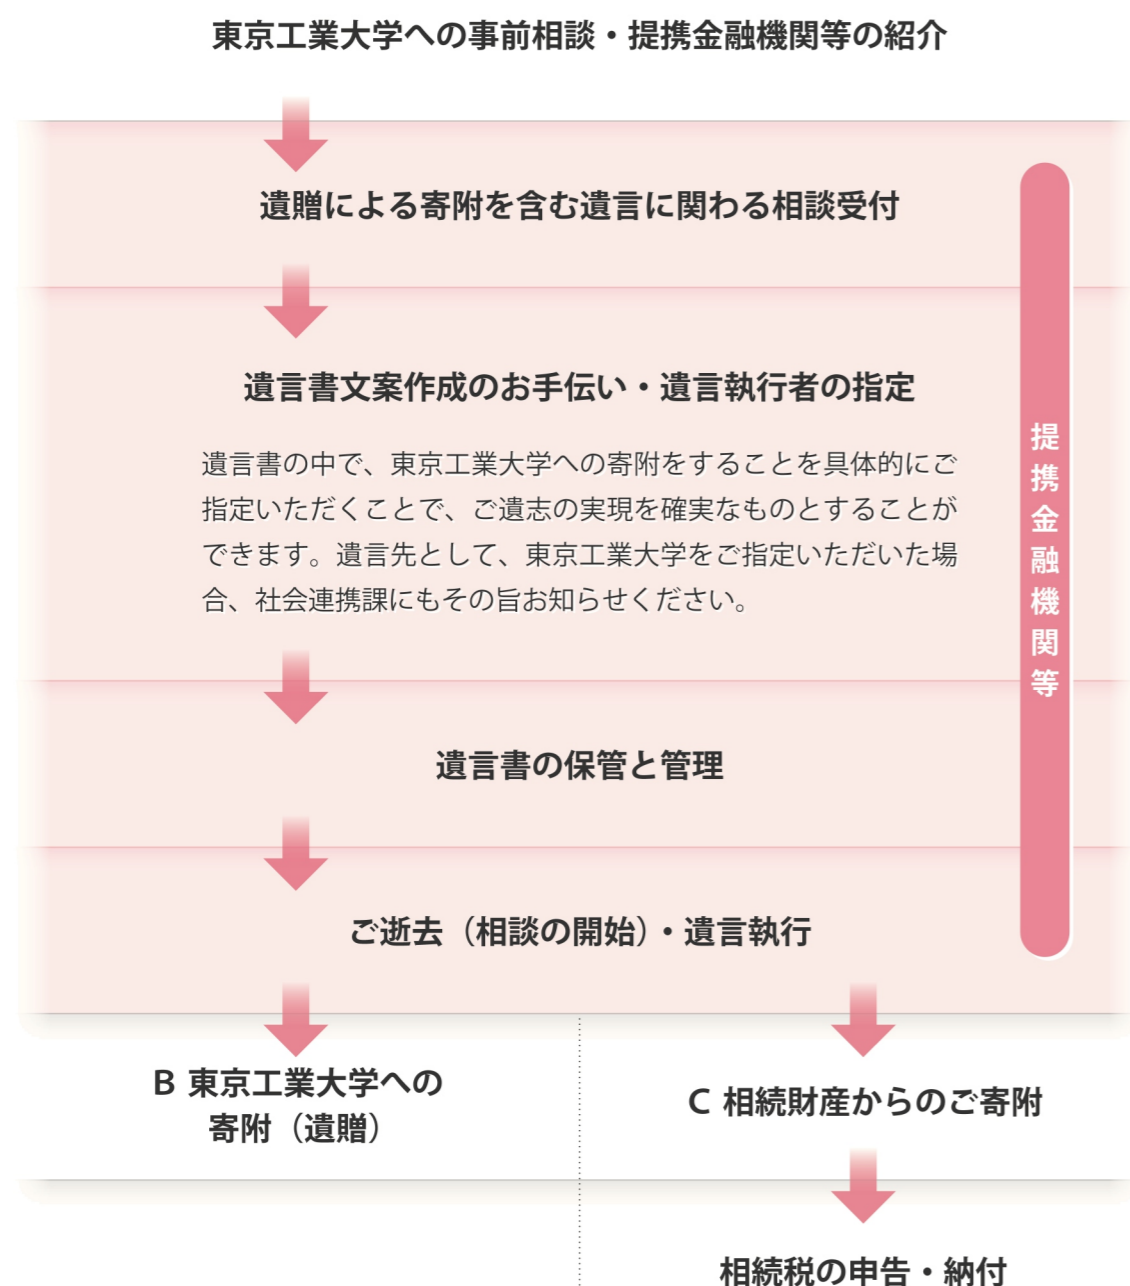 東京工業大学への事前相談・提携金融機関等の紹介
遺贈による寄附を含む遺言に関わる相談受付
遺言書文案作成のお手伝い・遺言執行者の指定
遺言書の中で、東京工業大学への寄附をすることを具体的にご
指定いただくことで、ご遺志の実現を確実なものとすることが
できます。遺言先として、東京工業大学をご指定いただいた場
合、社会連携課にもその旨お知らせください。
提携金融機関等
遺言書の保管と管理
ご逝去（相談の開始）・遺言執行
B 東京工業大学への
寄附（遺贈）
C 相続財産からのご寄附
相続税の申告・納付